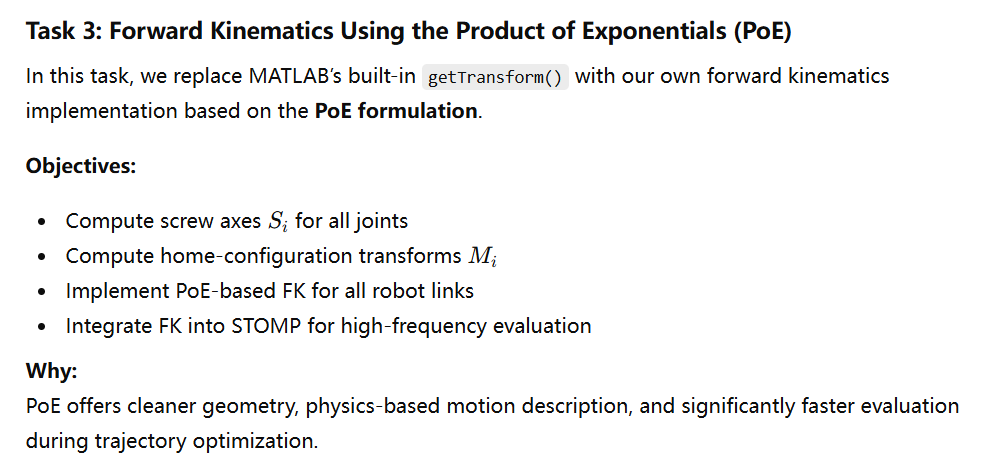 Task 3: Forward Kinematics Using the Product of Exponentials (PoE)
In this task, we replace MATLAB’s built-in getTransform() with our own forward kinematics
implementation based on the PoE formulation.
Objectives:
• Compute screw axes Sᵢ for all joints
• Compute home-configuration transforms Mᵢ
• Implement PoE-based FK for all robot links
• Integrate FK into STOMP for high-frequency evaluation
Why:
PoE offers cleaner geometry, physics-based motion description, and significantly faster evaluation
during trajectory optimization.